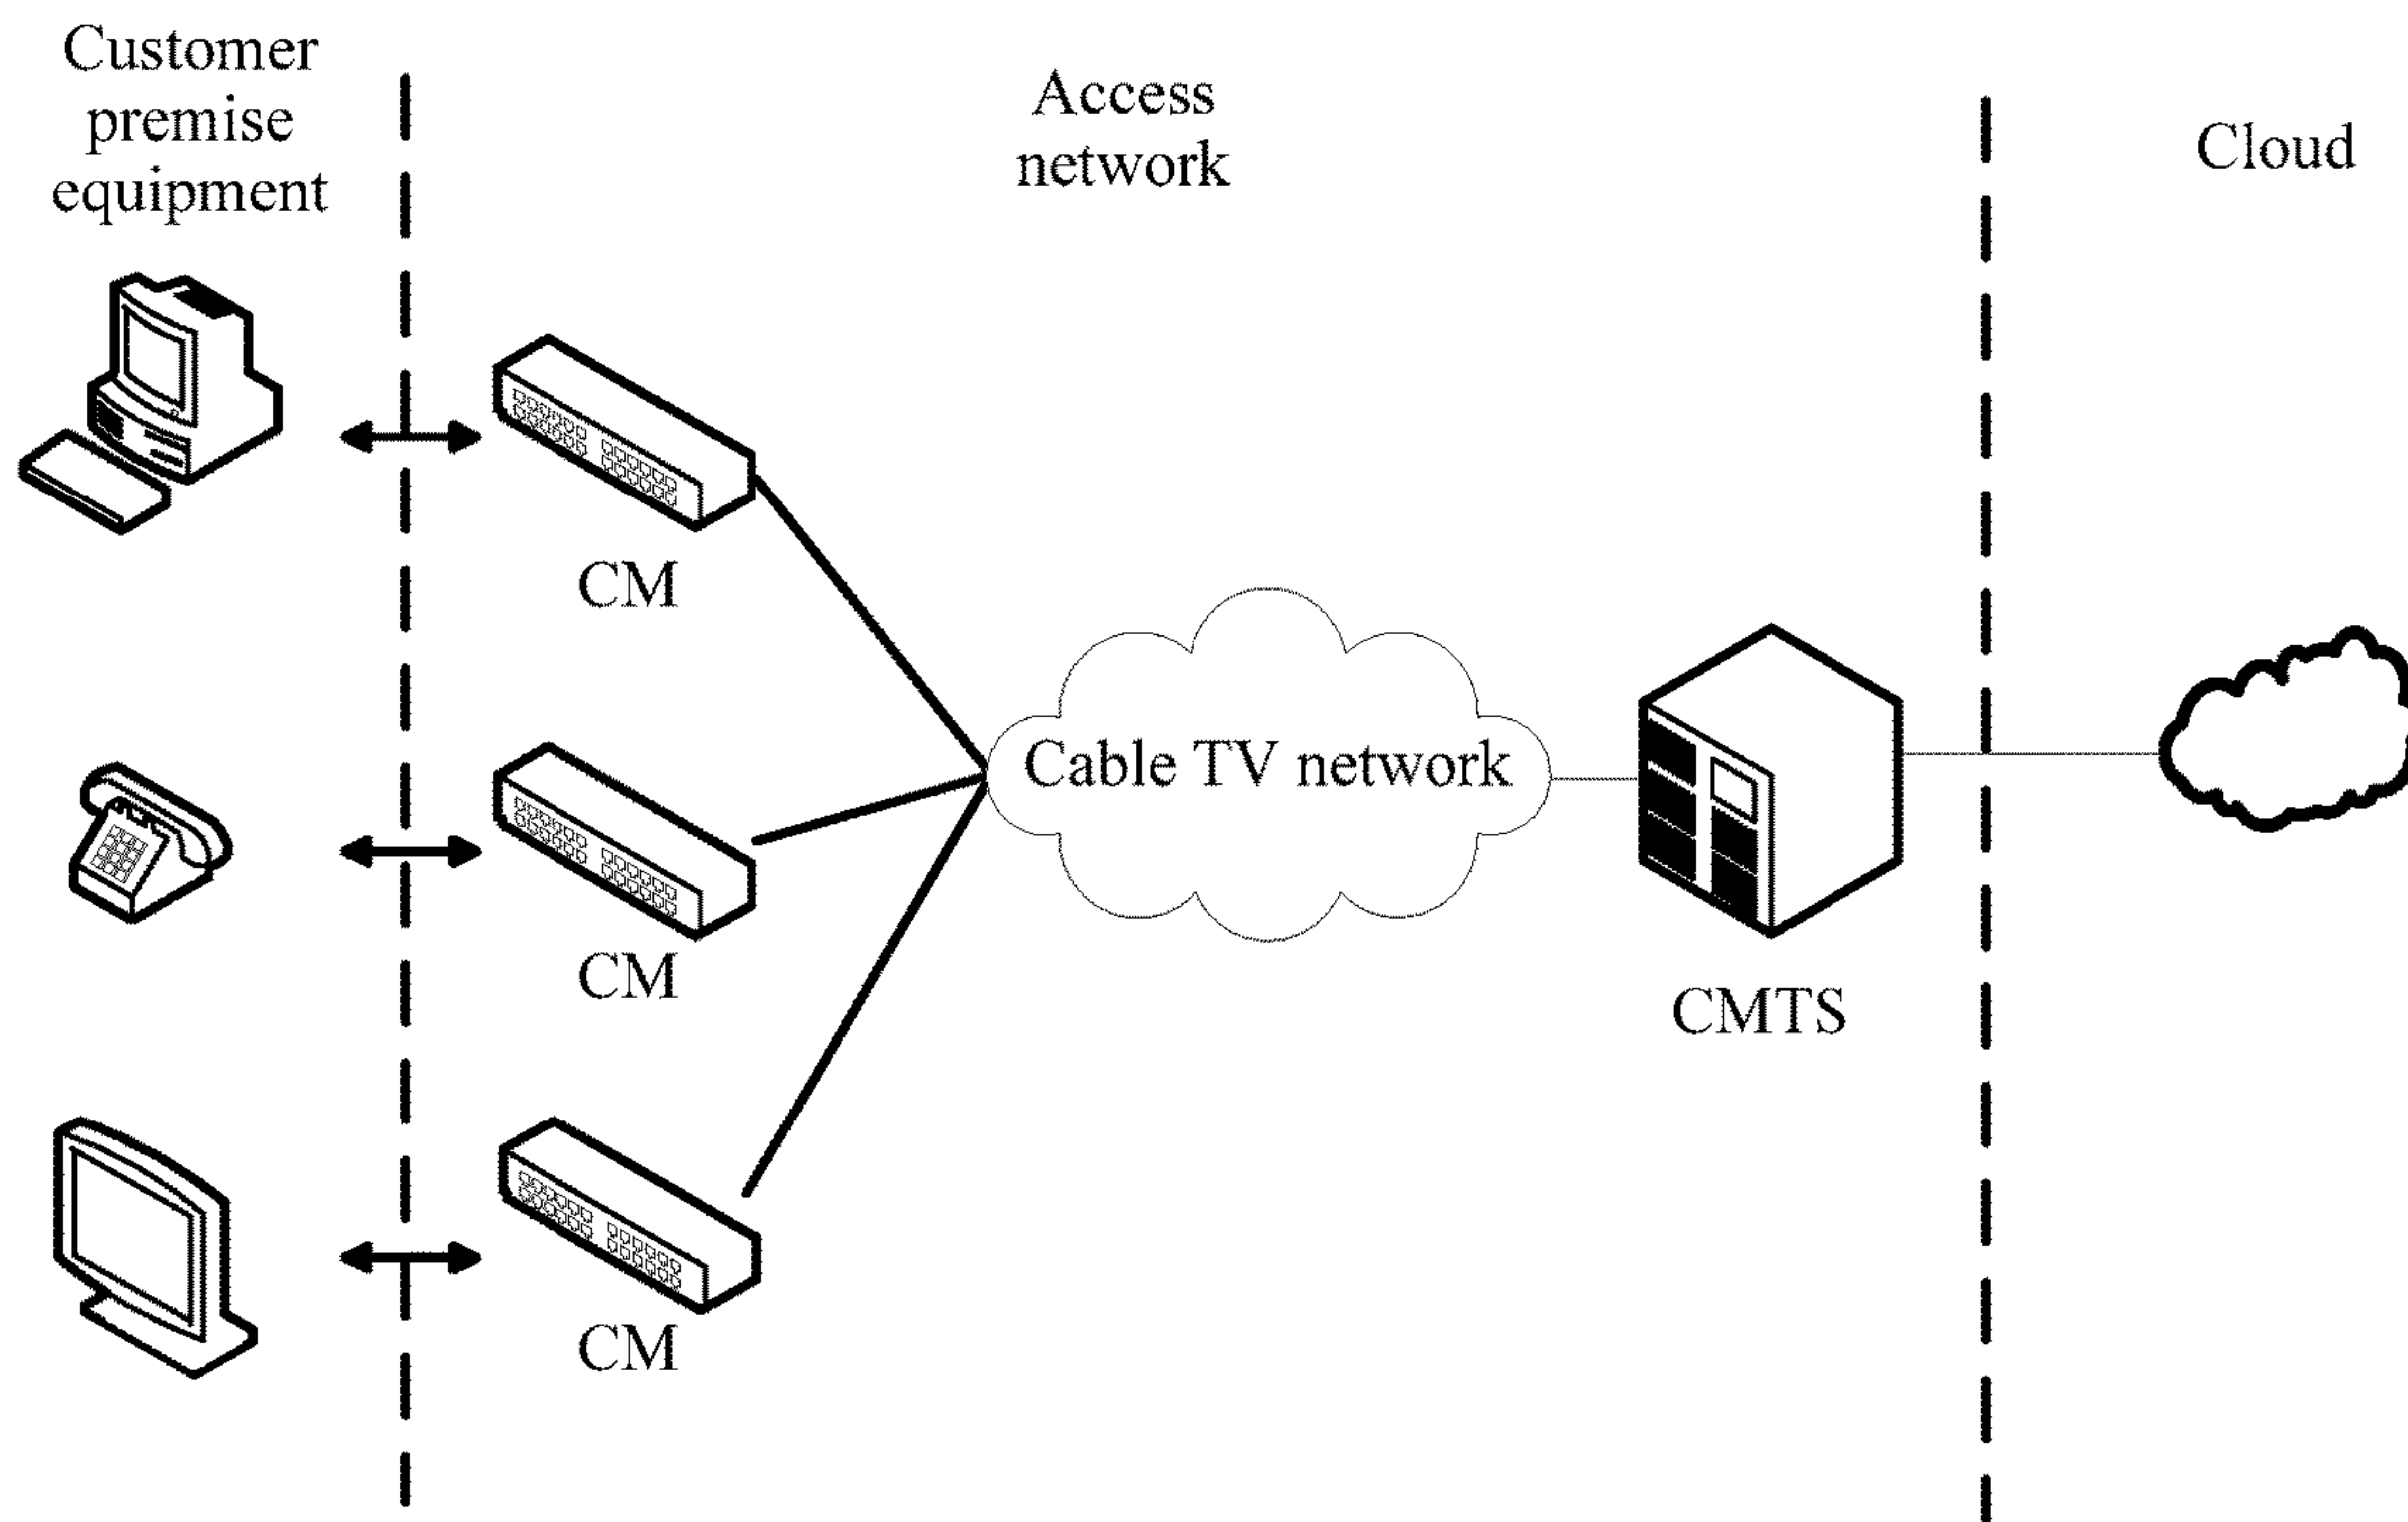 Customer
premise
equipment
Access
network
Cloud
CM
Cable TV network
CM
CMTS
CM